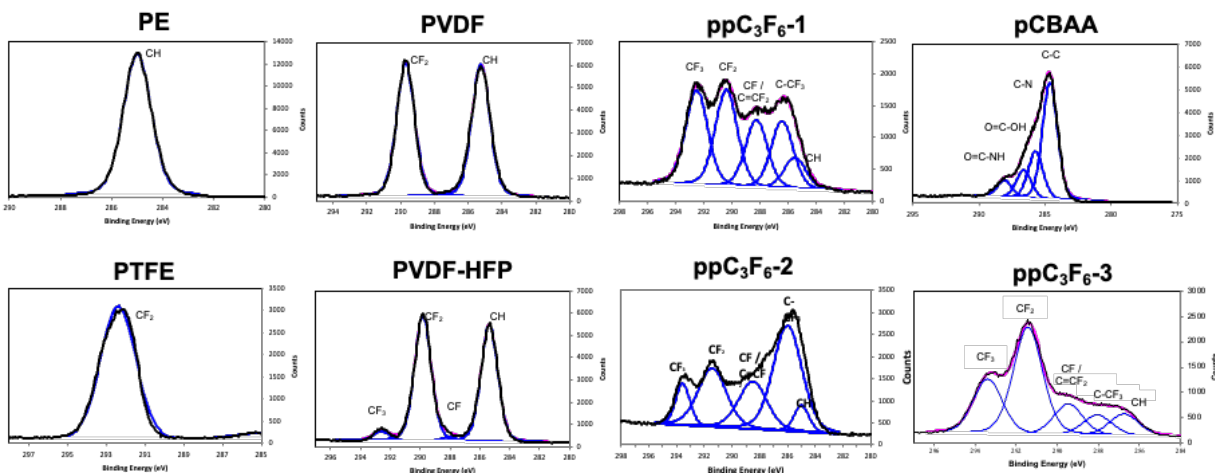 PE
CH
14000
12000
10000
8000
6000
4000
2000
0
Counts
290 288 286 284 282 280
Binding Energy (eV)
PVDF
CF2
CH
7000
6000
5000
4000
3000
2000
1000
0
Counts
294 292 290 288 286 284 282 280
Binding Energy (eV)
ppC3F6-1
CF3
CF2
CF /
C=CF2
C-CF3
CH
2500
2000
1500
1000
500
0
Counts
298 296 294 292 290 288 286 284 282 280
Binding Energy (eV)
pCBAA
C-C
C-N
O=C-OH
O=C-NH
7000
6000
5000
4000
3000
2000
1000
0
Counts
295 290 285 280 275
Binding Energy (eV)
PTFE
CF2
3500
3000
2500
2000
1500
1000
500
0
Counts
297 295 293 291 289 287 285
Binding Energy (eV)
PVDF-HFP
CF3
CF2
CF
CH
7000
6000
5000
4000
3000
2000
1000
0
Counts
296 294 292 290 288 286 284 282 280
Binding Energy (eV)
ppC3F6-2
CF2
CF /
C-
CH
3500
3000
2500
2000
1500
1000
500
0
Counts
298 296 294 292 290 288 286 284 282 280
Binding Energy (eV)
ppC3F6-3
Counts
CF3
CF2
CF /
C=CF2
C-CF3
CH
3000
2500
2000
1500
1000
500
0
Counts
296 294 292 290 288 286 284
Binding Energy (eV)